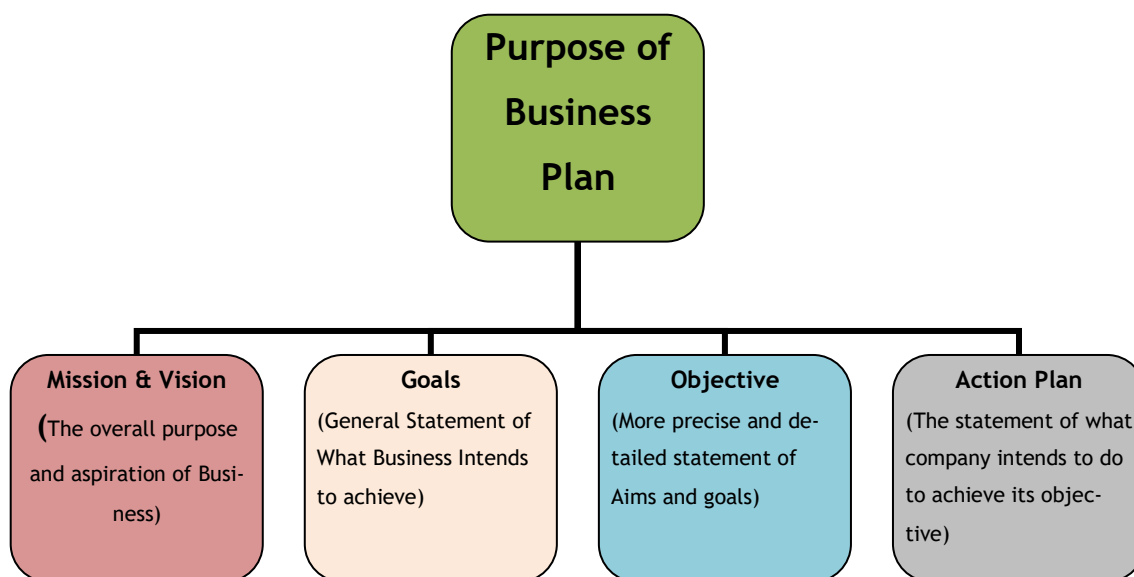 Purpose of
Business
Plan
Mission & Vision
(The overall purpose
and aspiration of Busi-
ness)
Goals
(General Statement of
What Business Intends
to achieve)
Objective
(More precise and de-
tailed statement of
Aims and goals)
Action Plan
(The statement of what
company intends to do
to achieve its objec-
tive)